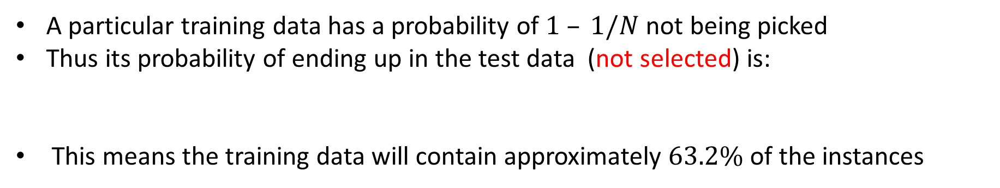 • A particular training data has a probability of 1 − 1/N not being picked
• Thus its probability of ending up in the test data (not selected) is:
• This means the training data will contain approximately 63.2% of the instances